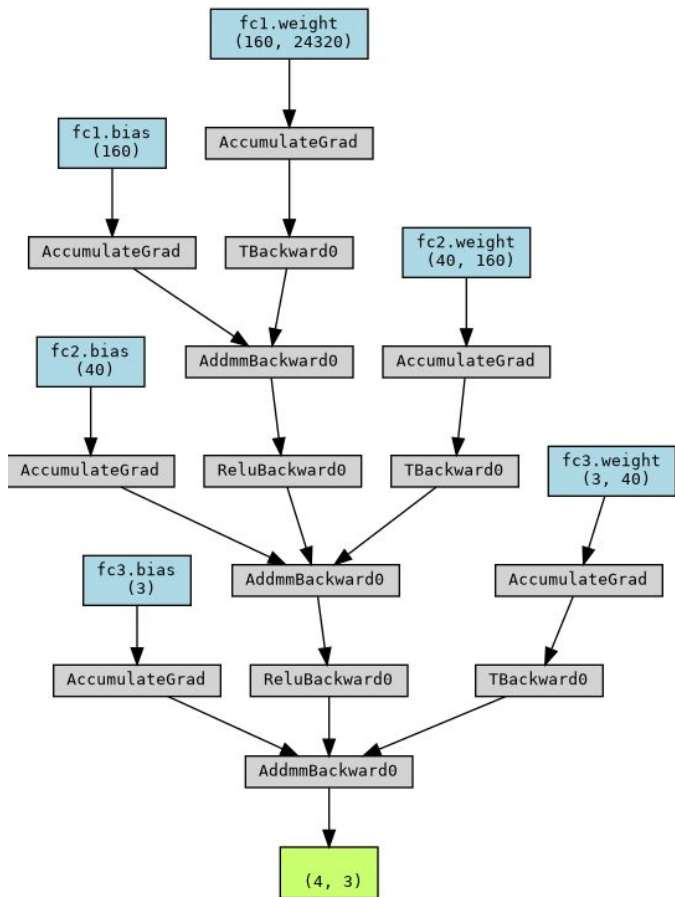 fc1.weight
(160, 24320)
fc1.bias
(160)
AccumulateGrad
AccumulateGrad
TBackward0
fc2.weight
(40, 160)
fc2.bias
(40)
AddmmBackward0
AccumulateGrad
AccumulateGrad
ReluBackward0
TBackward0
fc3.weight
(3, 40)
fc3.bias
(3)
AddmmBackward0
AccumulateGrad
AccumulateGrad
ReluBackward0
TBackward0
AddmmBackward0
(4, 3)